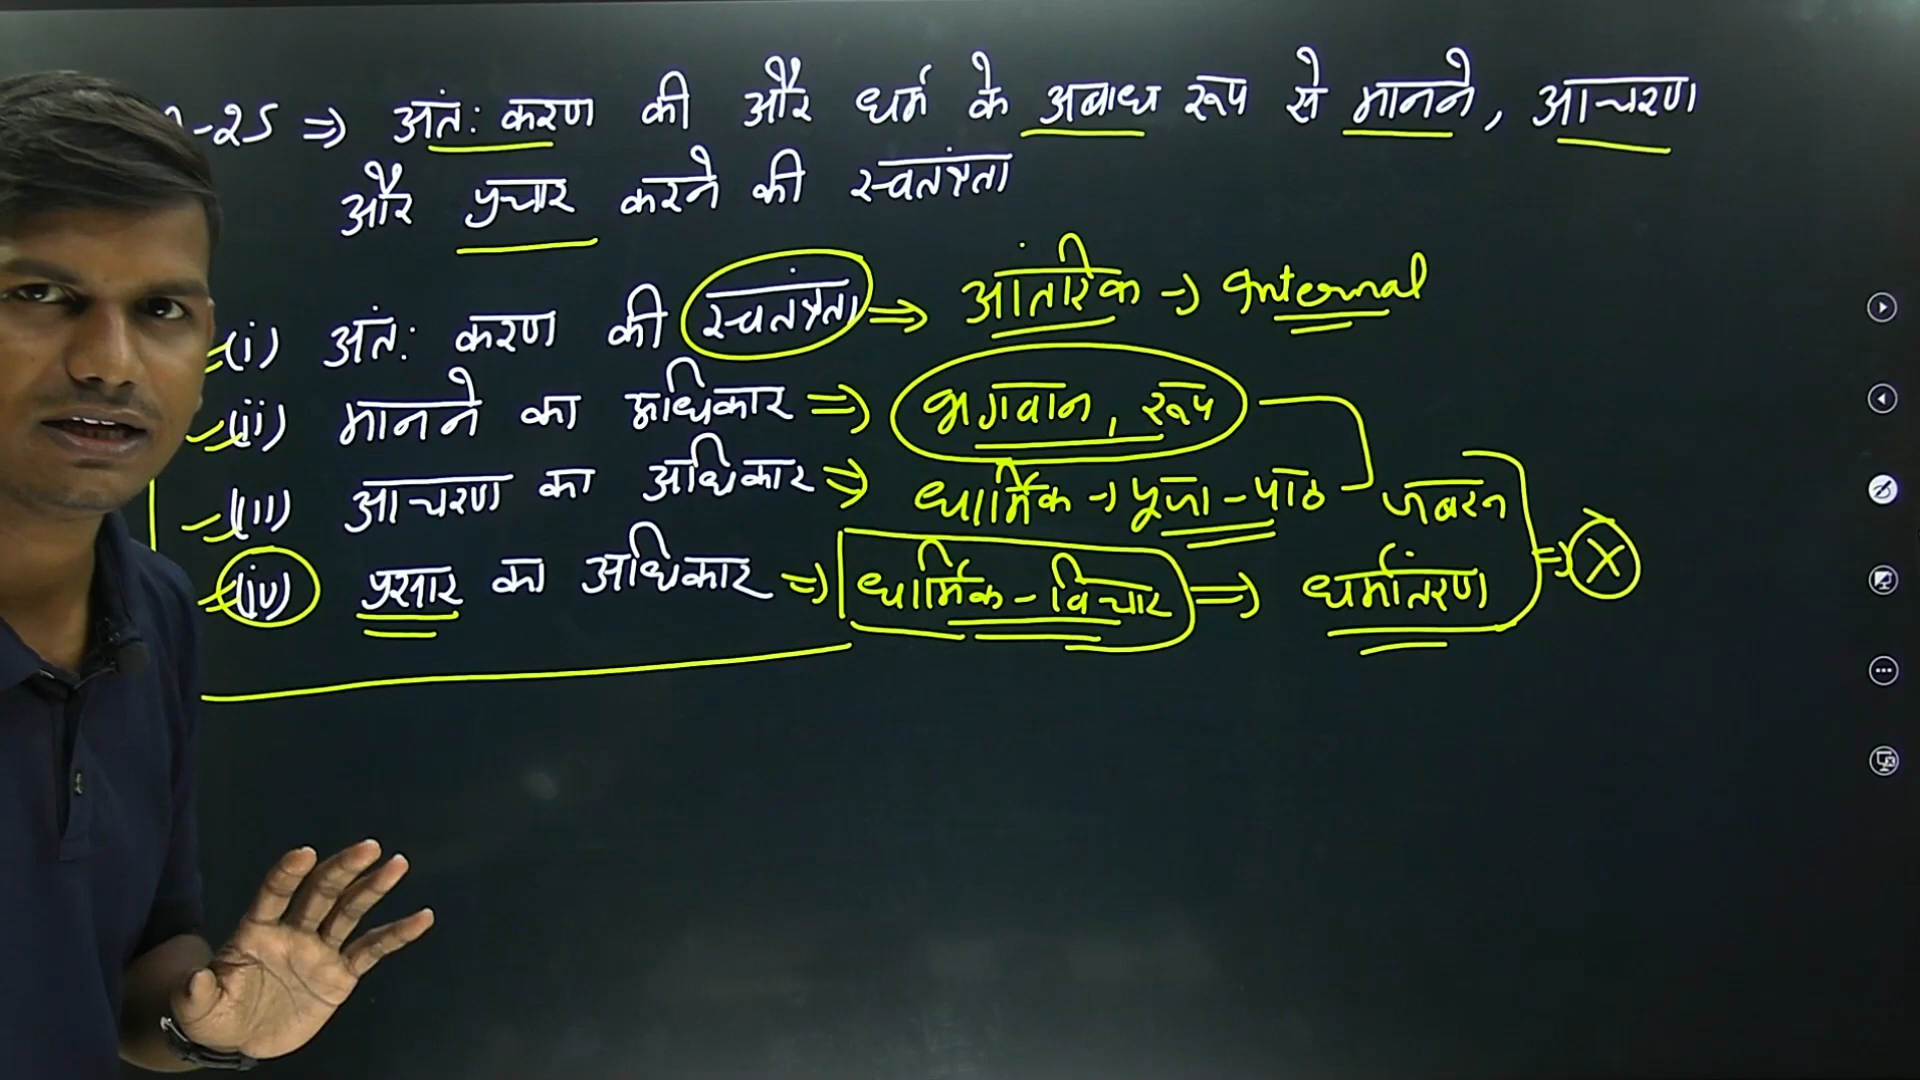 -25 ⇒ अंतः करण की और धर्म के अबाध रूप से मानने, आचरण
और प्रचार करने की स्वतंत्रता
(i) अंतः करण की स्वतंत्रता ⇒ आंतरिक → Internal
(ii) मानने का अधिकार ⇒ भगवान, रूप
(iii) आचरण का अधिकार ⇒ धार्मिक → पूजा-पाठ जबरन
(iv) प्रसार का अधिकार ⇒ धार्मिक-विचार ⇒ धर्मांतरण ⇒ X